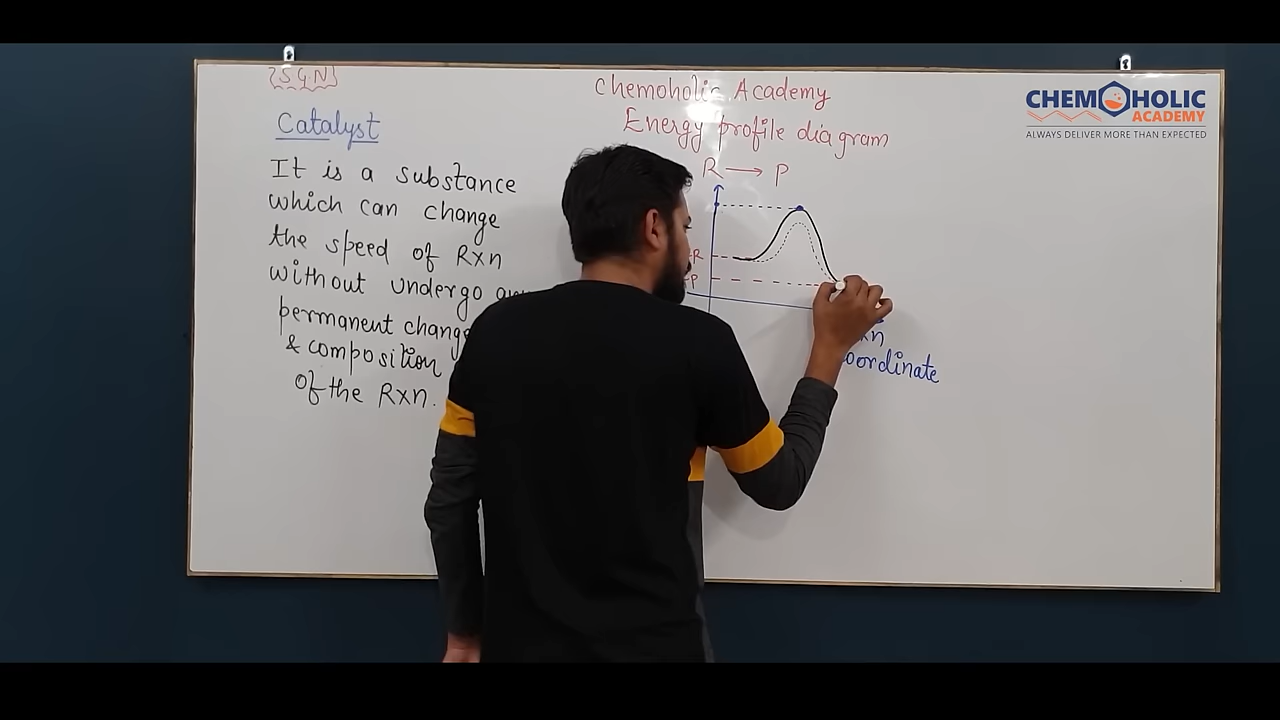 {S.G.N}
Catalyst
It is a substance
which can change
the speed of Rxn
without undergo
permanent change
& composition
of the Rxn.
Chemoholic Academy
Energy profile diagram
R → P
R
P
coordinate
CHEMOHOLIC
ACADEMY
ALWAYS DELIVER MORE THAN EXPECTED